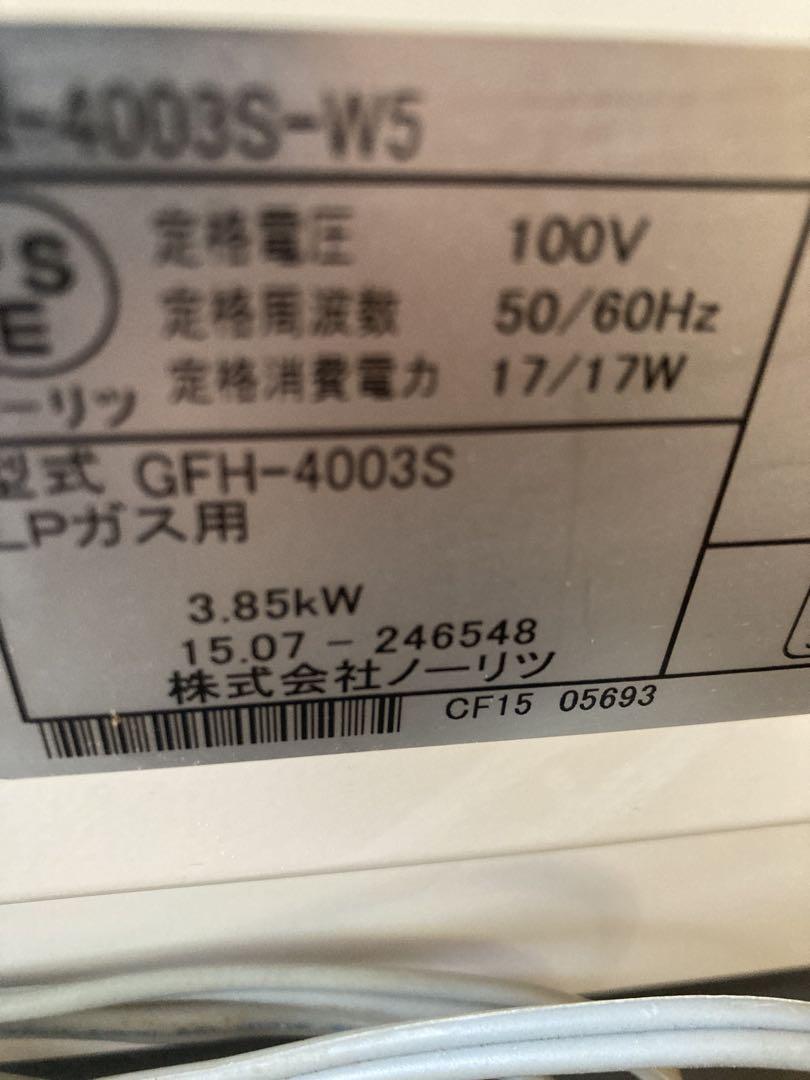 -4003S-W5
S
E
定格電圧 100V
定格周波数 50/60Hz
定格消費電力 17/17W
ーリツ
型式 GFH-4003S
LPガス用
3.85kW
15.07 - 246548
株式会社ノーリツ
CF15 05693